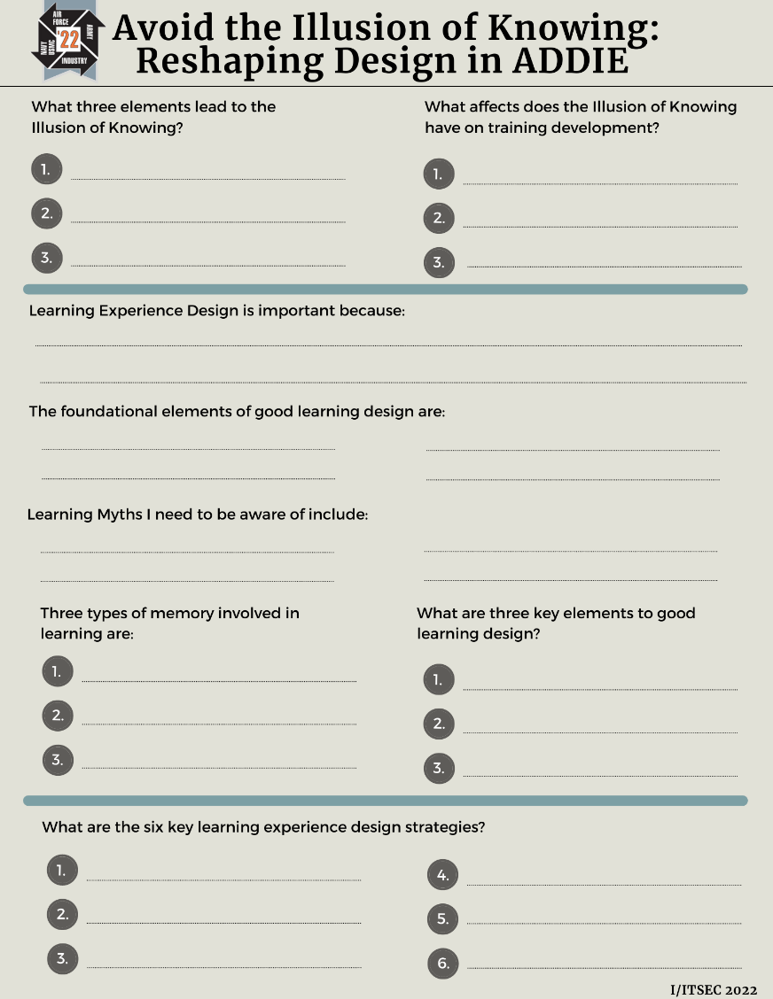 AIR
FORCE
ARMY
NAVY
USMC
'22
INDUSTRY
Avoid the Illusion of Knowing:
Reshaping Design in ADDIE
What three elements lead to the
Illusion of Knowing?
1.
2.
3.
What affects does the Illusion of Knowing
have on training development?
1.
2.
3.
Learning Experience Design is important because:
The foundational elements of good learning design are:
Learning Myths I need to be aware of include:
Three types of memory involved in
learning are:
1.
2.
3.
What are three key elements to good
learning design?
1.
2.
3.
What are the six key learning experience design strategies?
1.
2.
3.
4.
5.
6.
I/ITSEC 2022